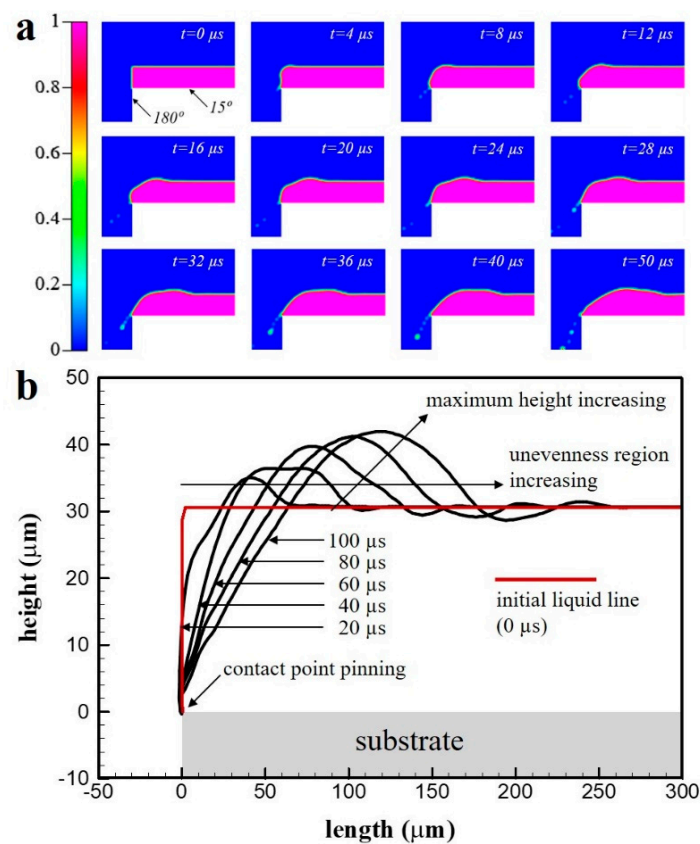 a
1
0.8
0.6
0.4
0.2
0
t=0 µs
t=4 µs
t=8 µs
t=12 µs
180º
15º
t=16 µs
t=20 µs
t=24 µs
t=28 µs
t=32 µs
t=36 µs
t=40 µs
t=50 µs
b
50
40
30
20
10
0
-10
height (µm)
maximum height increasing
unevenness region
increasing
100 µs
80 µs
60 µs
40 µs
20 µs
initial liquid line
(0 µs)
contact point pinning
substrate
-50
0
50
100
150
200
250
300
length (µm)